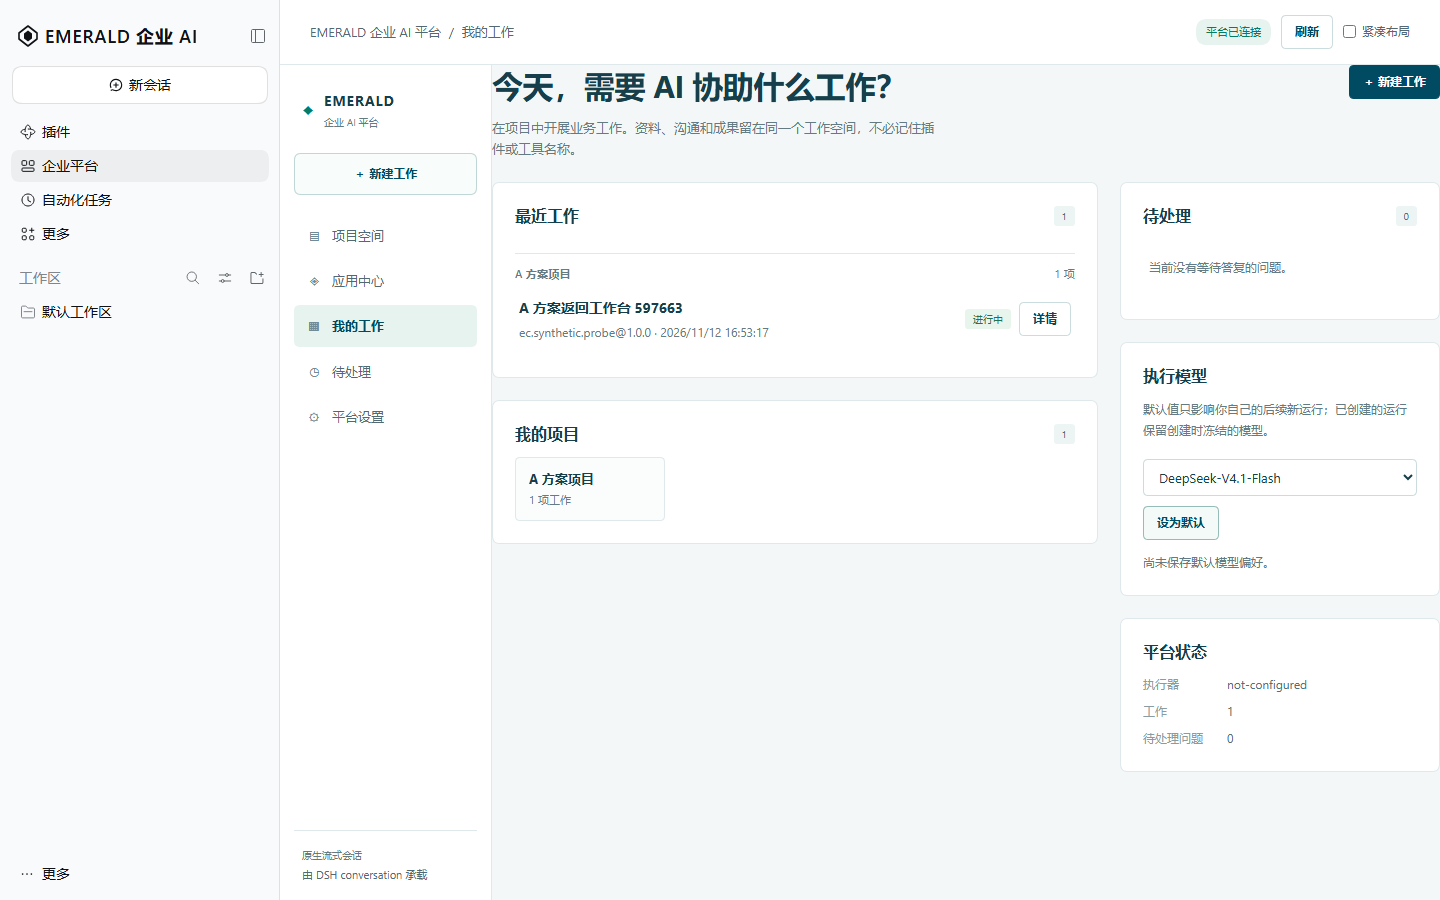 EMERALD 企业 AI
新会话
插件
企业平台
自动化任务
更多
工作区
默认工作区
更多
EMERALD 企业 AI 平台 / 我的工作
平台已连接
刷新
紧凑布局
EMERALD
企业 AI 平台
+ 新建工作
项目空间
应用中心
我的工作
待处理
平台设置
原生流式会话
由 DSH conversation 承载
今天，需要 AI 协助什么工作？
+ 新建工作
在项目中开展业务工作。资料、沟通和成果留在同一个工作空间，不必记住插
件或工具名称。
最近工作
1
A 方案项目
1 项
A 方案返回工作台 597663
ec.synthetic.probe@1.0.0 · 2026/11/12 16:53:17
进行中
详情
我的项目
1
A 方案项目
1 项工作
待处理
0
当前没有等待答复的问题。
执行模型
默认值只影响你自己的后续新运行；已创建的运行
保留创建时冻结的模型。
DeepSeek-V4.1-Flash
设为默认
尚未保存默认模型偏好。
平台状态
执行器 not-configured
工作 1
待处理问题 0